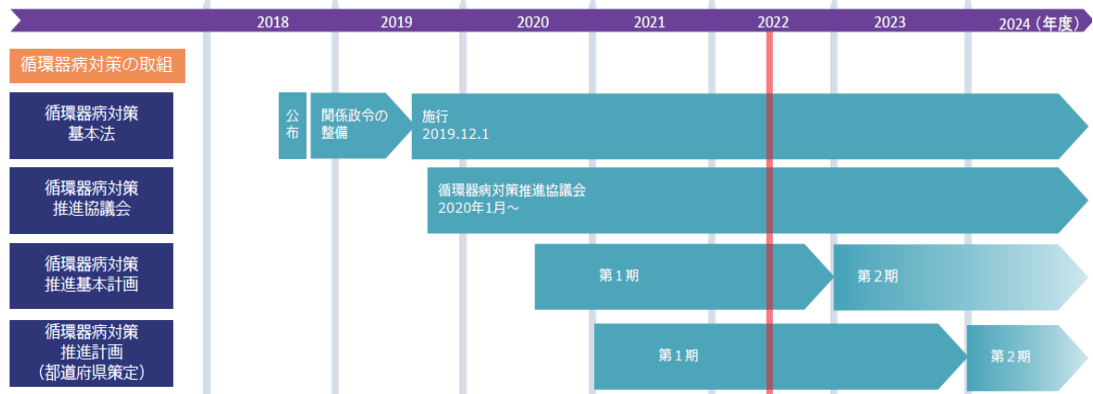 2018 2019 2020 2021 2022 2023 2024（年度）
循環器病対策の取組
循環器病対策
基本法
公
布
関係政令の
整備
施行
2019.12.1
循環器病対策
推進協議会
循環器病対策推進協議会
2020年1月～
循環器病対策
推進基本計画
第１期
第２期
循環器病対策
推進計画
（都道府県策定）
第１期
第２期